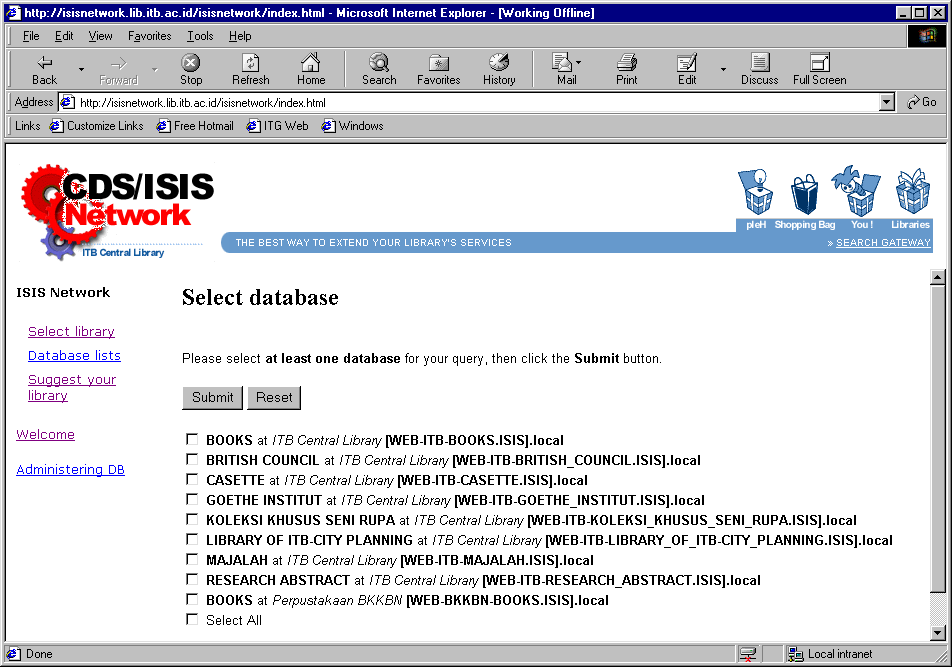 http://isisnetwork.lib.itb.ac.id/isisnetwork/index.html - Microsoft Internet Explorer - [Working Offline]
File Edit View Favorites Tools Help
Back Forward Stop Refresh Home Search Favorites History Mail Print Edit Discuss Full Screen
Address http://isisnetwork.lib.itb.ac.id/isisnetwork/index.html Go
Links Customize Links Free Hotmail ITG Web Windows
CDS/ISIS
Network
ITB Central Library
pleH Shopping Bag You ! Libraries
THE BEST WAY TO EXTEND YOUR LIBRARY'S SERVICES
» SEARCH GATEWAY
ISIS Network
Select library
Database lists
Suggest your
library
Welcome
Administering DB
Select database
Please select at least one database for your query, then click the Submit button.
Submit Reset
BOOKS at ITB Central Library [WEB-ITB-BOOKS.ISIS].local
BRITISH COUNCIL at ITB Central Library [WEB-ITB-BRITISH_COUNCIL.ISIS].local
CASETTE at ITB Central Library [WEB-ITB-CASETTE.ISIS].local
GOETHE INSTITUT at ITB Central Library [WEB-ITB-GOETHE_INSTITUT.ISIS].local
KOLEKSI KHUSUS SENI RUPA at ITB Central Library [WEB-ITB-KOLEKSI_KHUSUS_SENI_RUPA.ISIS].local
LIBRARY OF ITB-CITY PLANNING at ITB Central Library [WEB-ITB-LIBRARY_OF_ITB-CITY_PLANNING.ISIS].local
MAJALAH at ITB Central Library [WEB-ITB-MAJALAH.ISIS].local
RESEARCH ABSTRACT at ITB Central Library [WEB-ITB-RESEARCH_ABSTRACT.ISIS].local
BOOKS at Perpustakaan BKKBN [WEB-BKKBN-BOOKS.ISIS].local
Select All
Done Local intranet